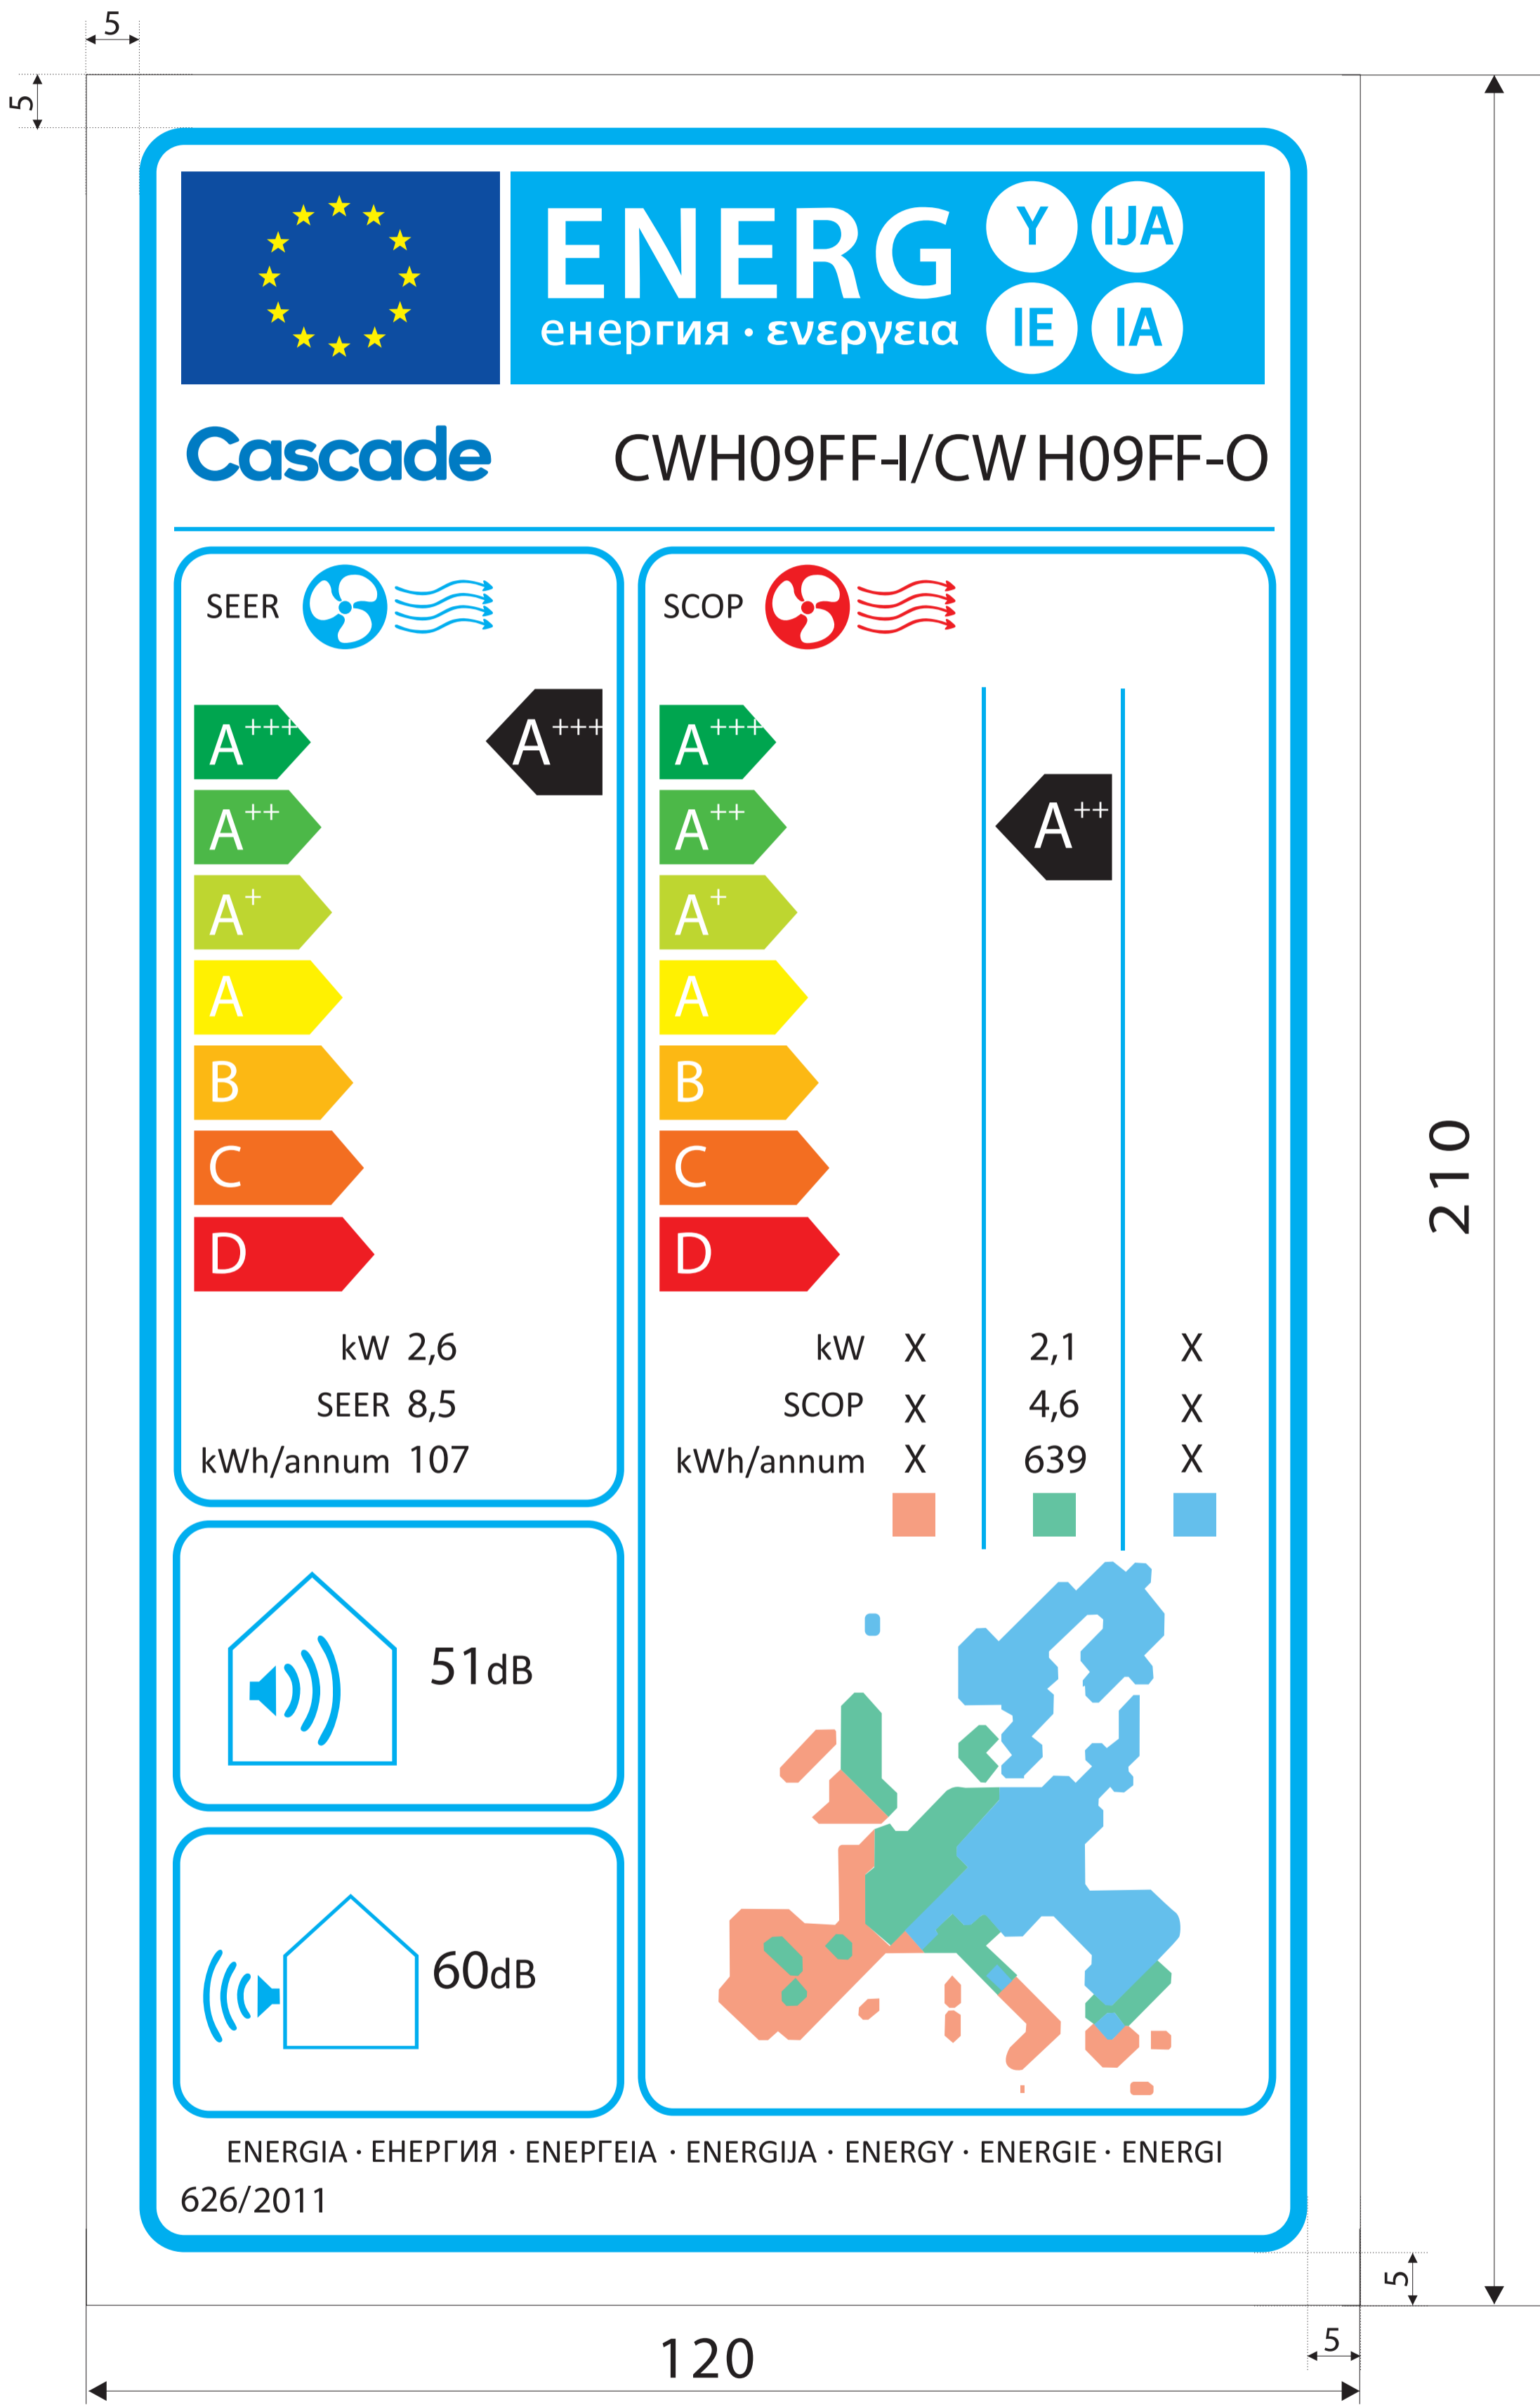 5
5
ENERG
енергия · ενεργεια
Y IJA
IE IA
Cascade
CWH09FF-I/CWH09FF-O
SEER
SCOP
A+++
A+++
A+++
A++
A++
A++
A+
A+
A
A
B
B
C
C
D
D
210
kW 2,6
SEER 8,5
kWh/annum 107
kW X 2,1 X
SCOP X 4,6 X
kWh/annum X 639 X
51dB
60dB
ENERGIA · ЕНЕРГИЯ · ΕΝΕΡΓΕΙΑ · ENERGIJA · ENERGY · ENERGIE · ENERGI
626/2011
5
5
120